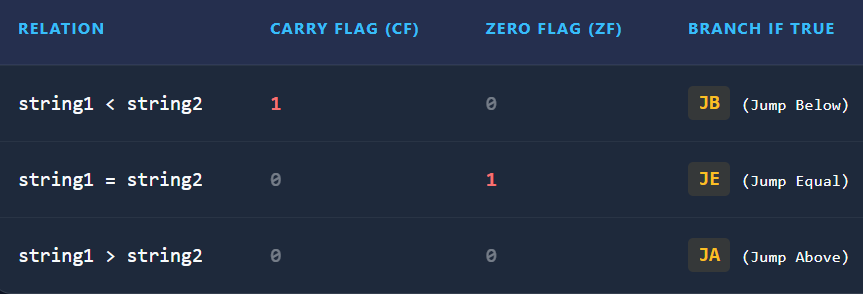 RELATION CARRY FLAG (CF) ZERO FLAG (ZF) BRANCH IF TRUE
string1 < string2 1 0 JB (Jump Below)
string1 = string2 0 1 JE (Jump Equal)
string1 > string2 0 0 JA (Jump Above)